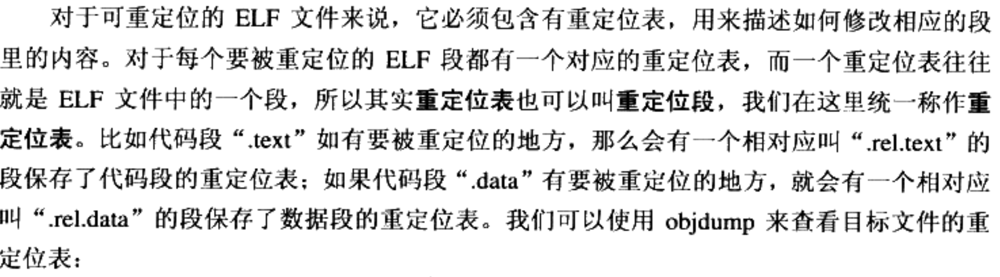 对于可重定位的 ELF 文件来说，它必须包含有重定位表，用来描述如何修改相应的段
里的内容。对于每个要被重定位的 ELF 段都有一个对应的重定位表，而一个重定位表往往
就是 ELF 文件中的一个段，所以其实重定位表也可以叫重定位段，我们在这里统一称作重
定位表。比如代码段“.text”如有要被重定位的地方，那么会有一个相对应叫“.rel.text”的
段保存了代码段的重定位表；如果代码段“.data”有要被重定位的地方，就会有一个相对应
叫“.rel.data”的段保存了数据段的重定位表。我们可以使用 objdump 来查看目标文件的重
定位表：